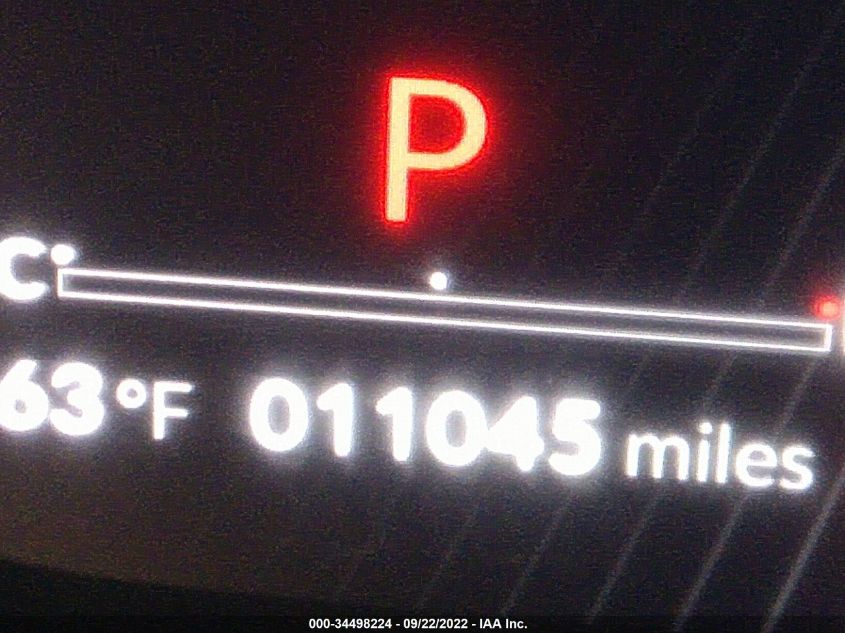 P
C
63°F 011045 miles
000-34498224 - 09/22/2022 - IAA Inc.